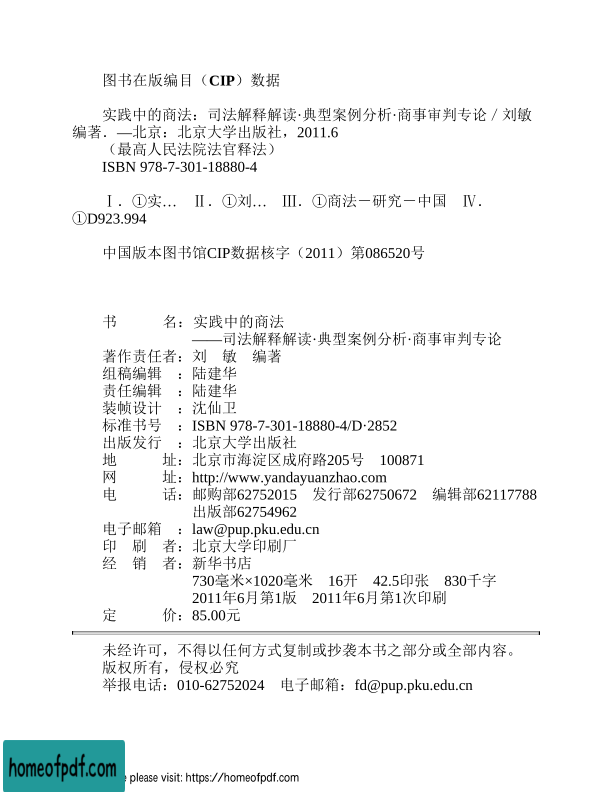 图书在版编目（CIP）数据
实践中的商法：司法解释解读·典型案例分析·商事审判专论／刘敏
编著．—北京：北京大学出版社，2011.6
（最高人民法院法官释法）
ISBN 978-7-301-18880-4
Ⅰ．①实…　Ⅱ．①刘…　Ⅲ．①商法－研究－中国　Ⅳ．
①D923.994
中国版本图书馆CIP数据核字（2011）第086520号
书　　　名：实践中的商法
——司法解释解读·典型案例分析·商事审判专论
著作责任者：刘　敏　编著
组稿编辑　：陆建华
责任编辑　：陆建华
装帧设计　：沈仙卫
标准书号　：ISBN 978-7-301-18880-4/D·2852
出版发行　：北京大学出版社
地　　　址：北京市海淀区成府路205号　100871
网　　　址：http://www.yandayuanzhao.com
电　　　话：邮购部62752015　发行部62750672　编辑部62117788
出版部62754962
电子邮箱　：law@pup.pku.edu.cn
印　刷　者：北京大学印刷厂
经　销　者：新华书店
730毫米×1020毫米　16开　42.5印张　830千字
2011年6月第1版　2011年6月第1次印刷
定　　　价：85.00元
未经许可，不得以任何方式复制或抄袭本书之部分或全部内容。
版权所有，侵权必究
举报电话：010-62752024　电子邮箱：fd@pup.pku.edu.cn
homeofpdf.com
please visit: https://homeofpdf.com